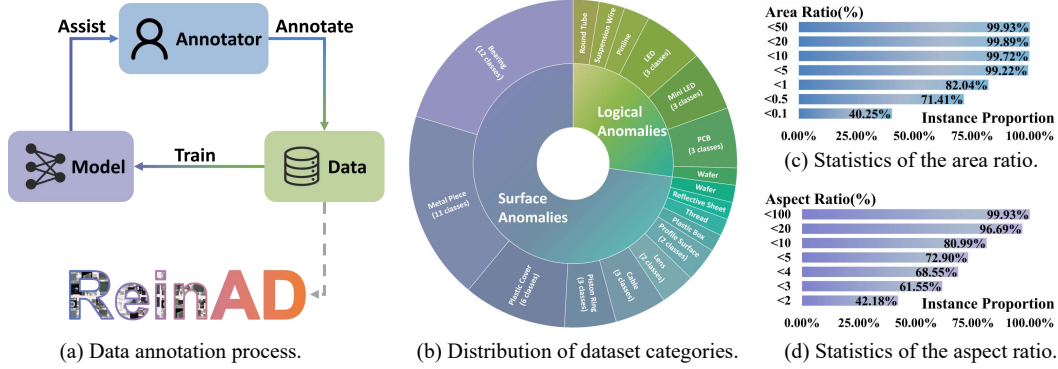 Assist
Annotator
Annotate
Model
Train
Data
ReinAD
(a) Data annotation process.
Round Tube
Suspension Wire
Pinline
LED
(3 classes)
Mini LED
(3 classes)
PCB
(3 classes)
Wafer
Wafer
Reflective Sheet
Thread
Plastic Box
Profile Surface
(2 classes)
Lens
(2 classes)
Cable
(3 classes)
Piston Ring
(3 classes)
Plastic Cover
(6 classes)
Metal Piece
(11 classes)
Bearing
(12 classes)
Logical
Anomalies
Surface
Anomalies
(b) Distribution of dataset categories.
Area Ratio(%)
<50 99.93%
<20 99.89%
<10 99.72%
<5 99.22%
<1 82.04%
<0.5 71.41%
<0.1 40.25% Instance Proportion
0.00% 25.00% 50.00% 75.00% 100.00%
(c) Statistics of the area ratio.
Aspect Ratio(%)
<100 99.93%
<20 96.69%
<10 80.99%
<5 72.90%
<4 68.55%
<3 61.55%
<2 42.18% Instance Proportion
0.00% 25.00% 50.00% 75.00% 100.00%
(d) Statistics of the aspect ratio.